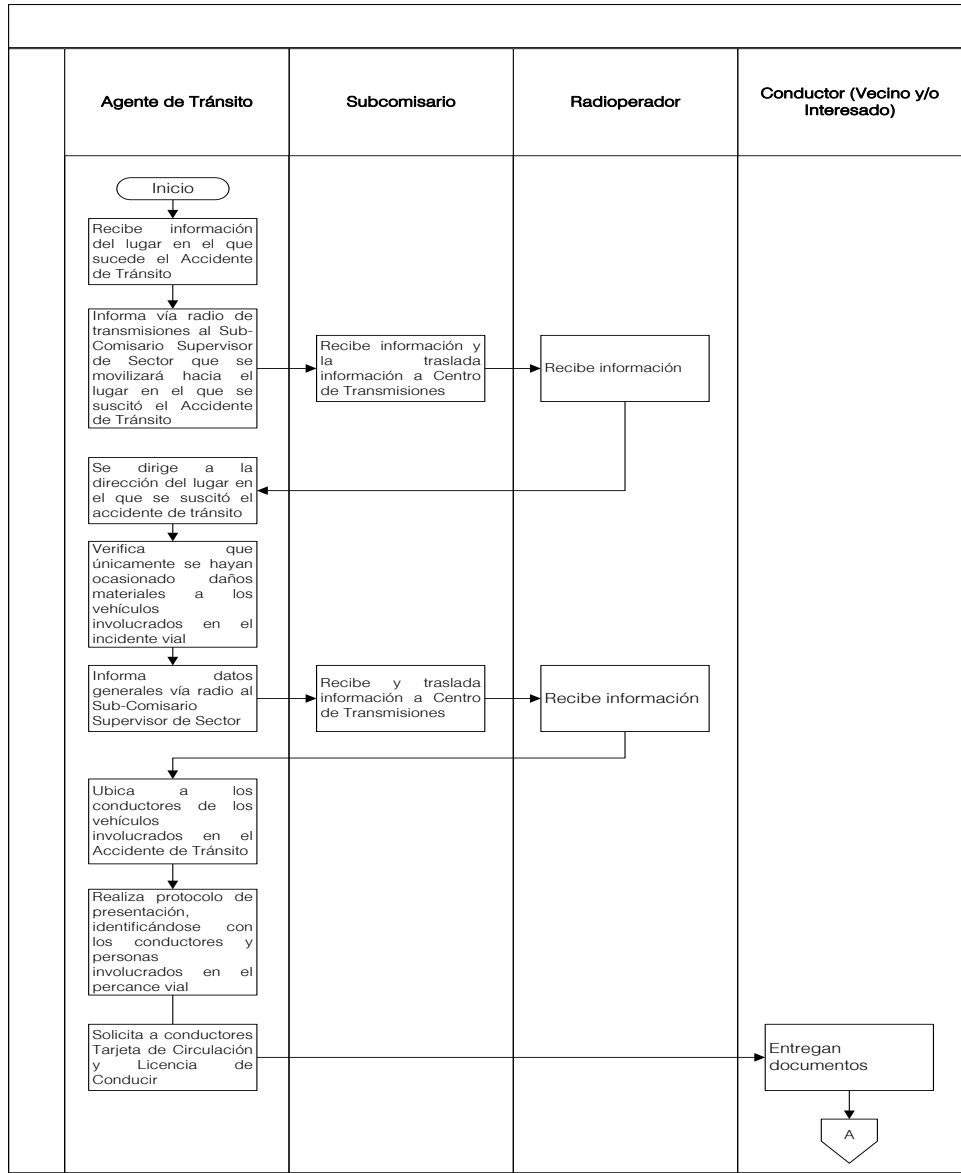 Agente de Tránsito
Subcomisario
Radioperador
Conductor (Vecino y/o
Interesado)
Inicio
Recibe información
del lugar en el que
sucede el Accidente
de Tránsito
Informa vía radio de
transmisiones al Sub-
Comisario Supervisor
de Sector que se
movilizará hacia el
lugar en el que se
suscitó el Accidente
de Tránsito
Recibe información y
la traslada
información a Centro
de Transmisiones
Recibe información
Se dirige a la
dirección del lugar en
el que se suscitó el
accidente de tránsito
Verifica que
únicamente se hayan
ocasionado daños
materiales a los
vehículos
involucrados en el
incidente vial
Informa datos
generales vía radio al
Sub-Comisario
Supervisor de Sector
Recibe y traslada
información a Centro
de Transmisiones
Recibe información
Ubica a los
conductores de los
vehículos
involucrados en el
Accidente de Tránsito
Realiza protocolo de
presentación,
identificándose con
los conductores y
personas
involucrados en el
percance vial
Solicita a conductores
Tarjeta de Circulación
y Licencia de
Conducir
Entregan
documentos
A